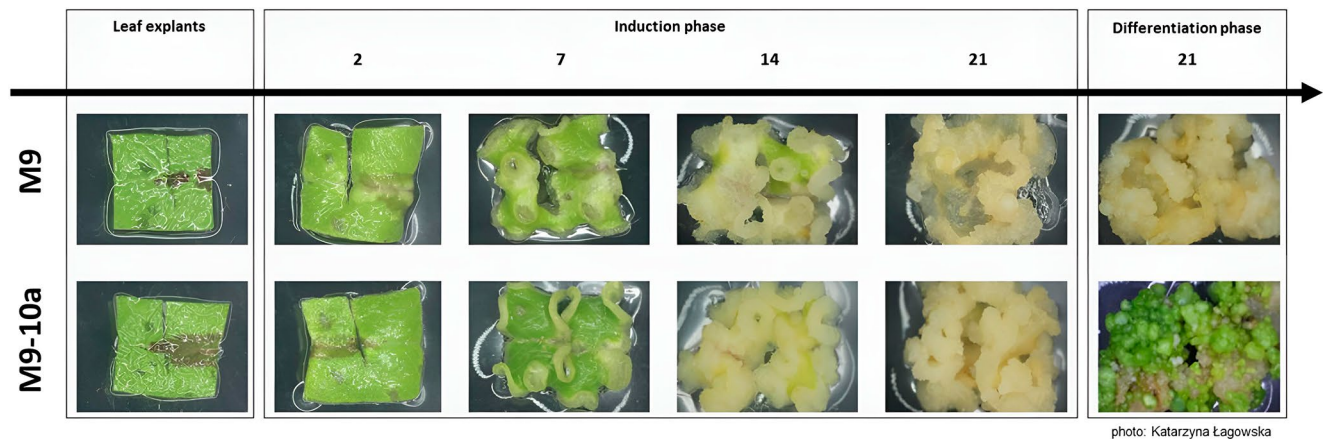 Leaf explants
Induction phase
Differentiation phase
2
7
14
21
21
M9
M9-10a
photo: Katarzyna Łagowska